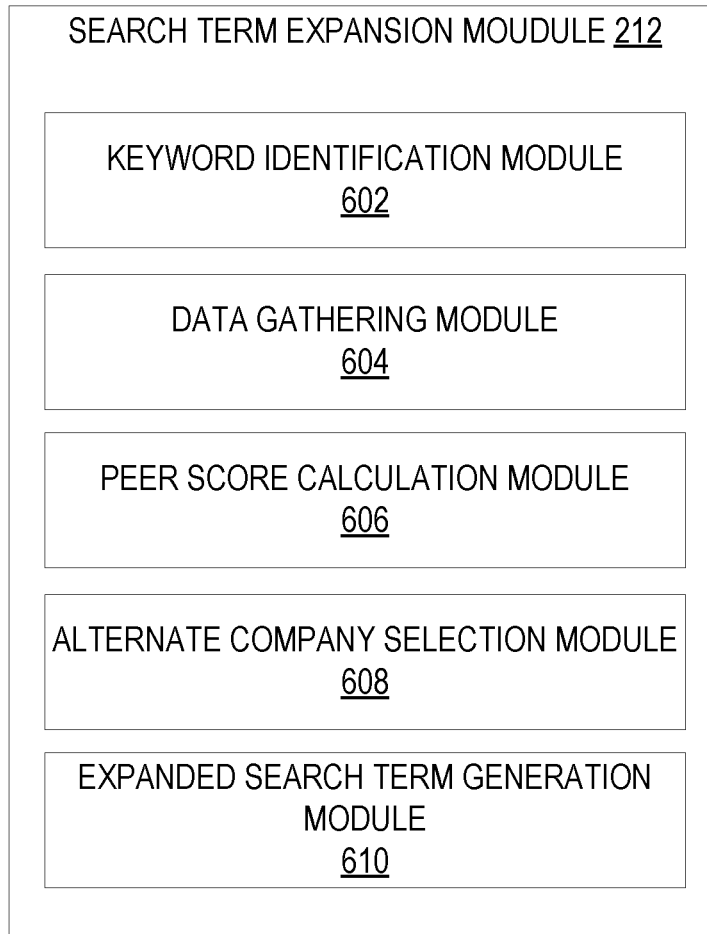 SEARCH TERM EXPANSION MOUDULE 212
KEYWORD IDENTIFICATION MODULE
602
DATA GATHERING MODULE
604
PEER SCORE CALCULATION MODULE
606
ALTERNATE COMPANY SELECTION MODULE
608
EXPANDED SEARCH TERM GENERATION
MODULE
610